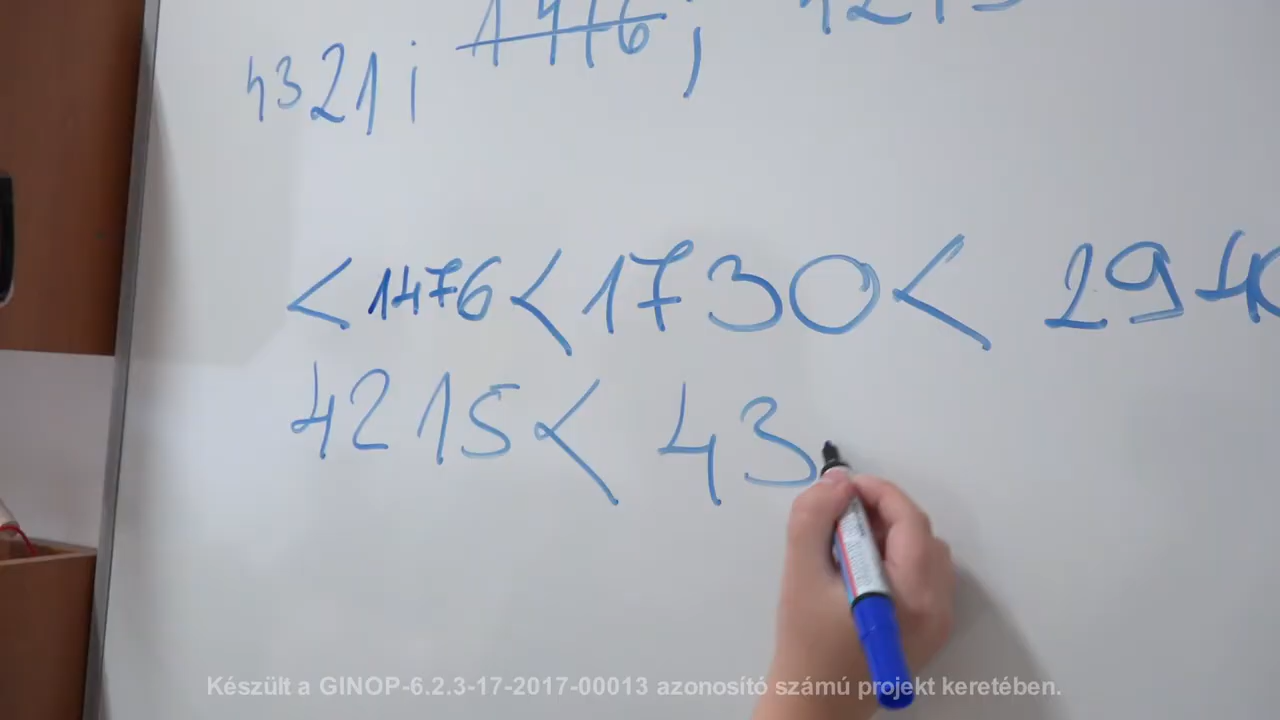 1476; 4215
4321;
<1476<1730< 294
4215< 43
Készült a GINOP-6.2.3-17-2017-00013 azonosító számú projekt keretében.